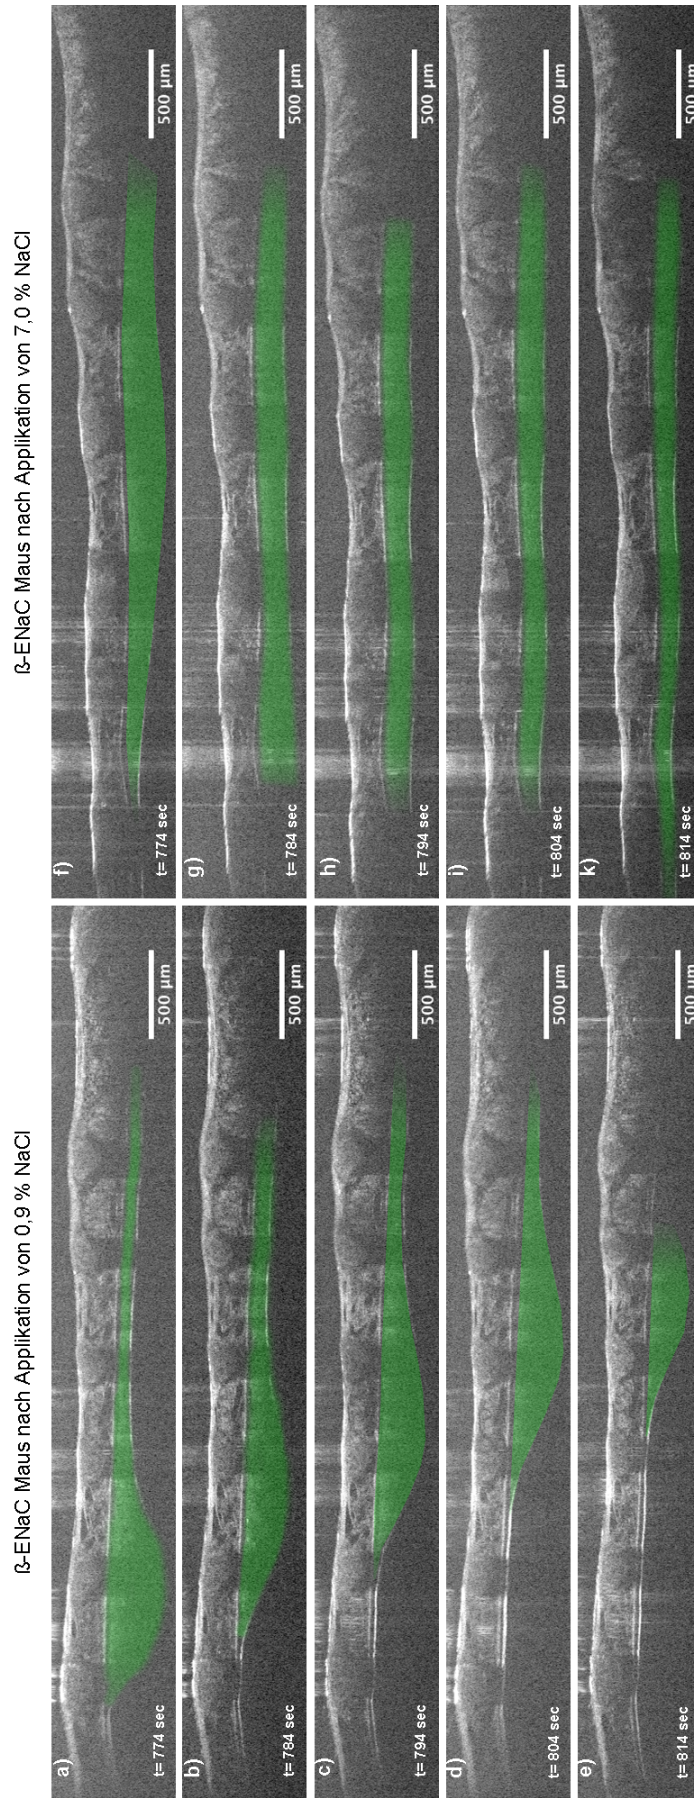 ß-ENaC Maus nach Applikation von 0,9 % NaCl
a)
t= 774 sec
500 µm
b)
t= 784 sec
500 µm
c)
t= 794 sec
500 µm
d)
t= 804 sec
500 µm
e)
t= 814 sec
500 µm
ß-ENaC Maus nach Applikation von 7,0 % NaCl
f)
t= 774 sec
500 µm
g)
t= 784 sec
500 µm
h)
t= 794 sec
500 µm
i)
t= 804 sec
500 µm
k)
t= 814 sec
500 µm